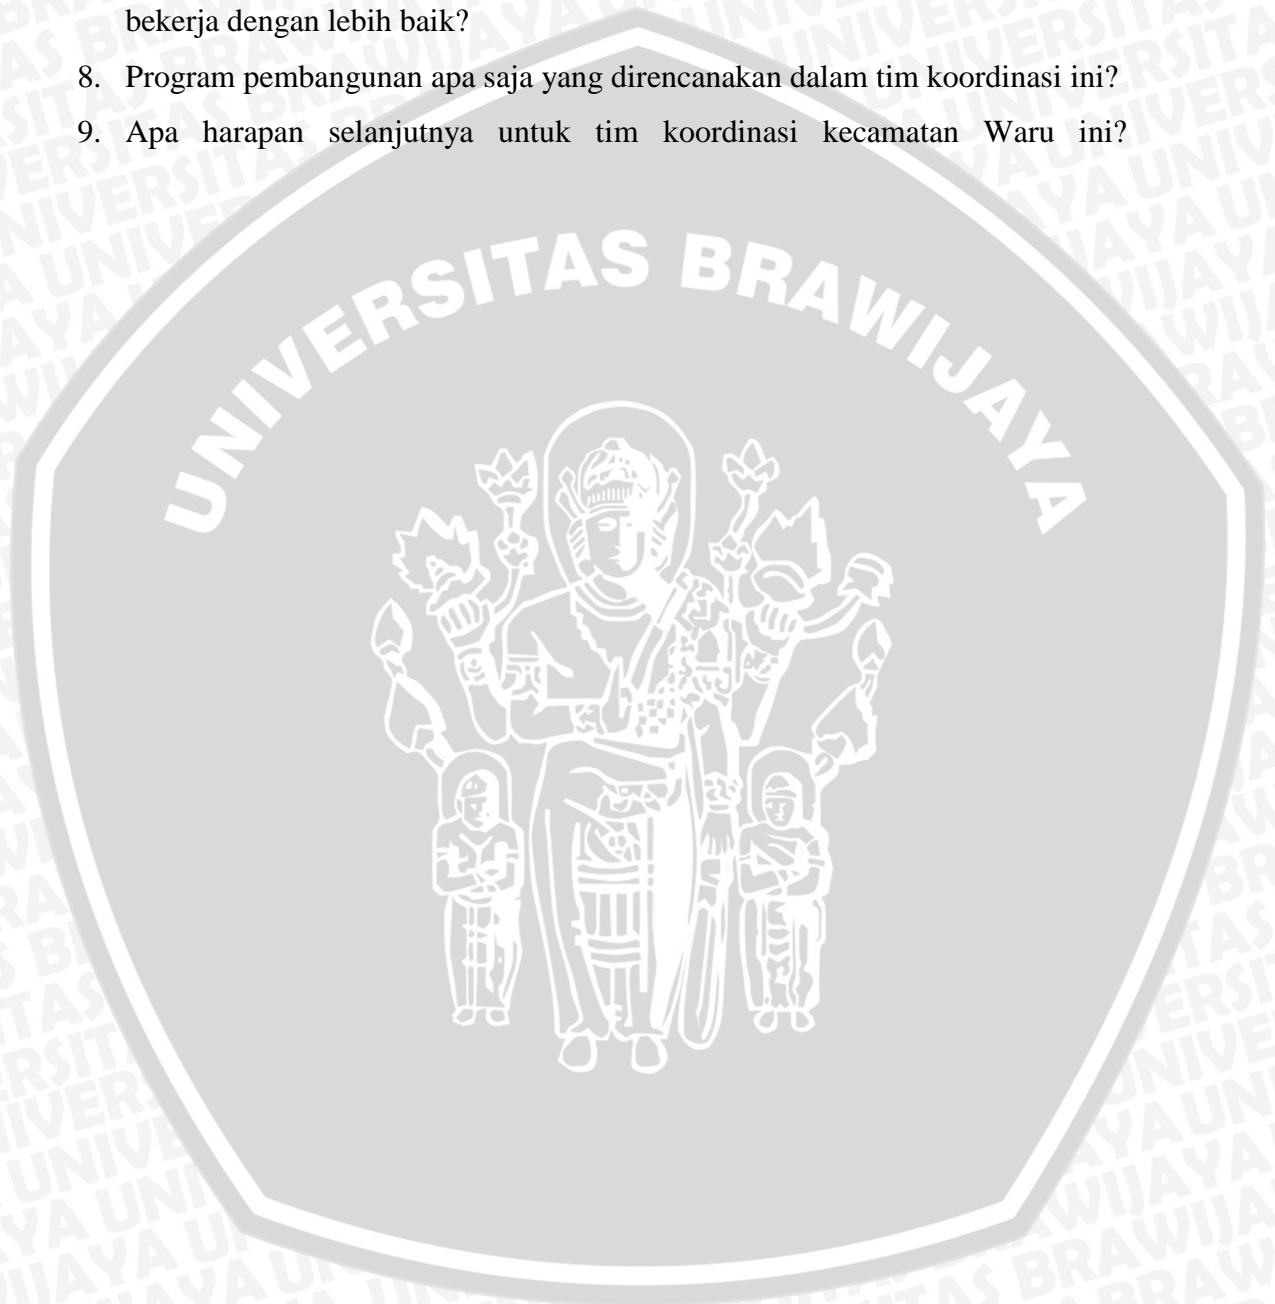 bekerja dengan lebih baik?
8. Program pembangunan apa saja yang direncanakan dalam tim koordinasi ini?
9. Apa harapan selanjutnya untuk tim koordinasi kecamatan Waru ini?
UNIVERSITAS BRAWIJAYA